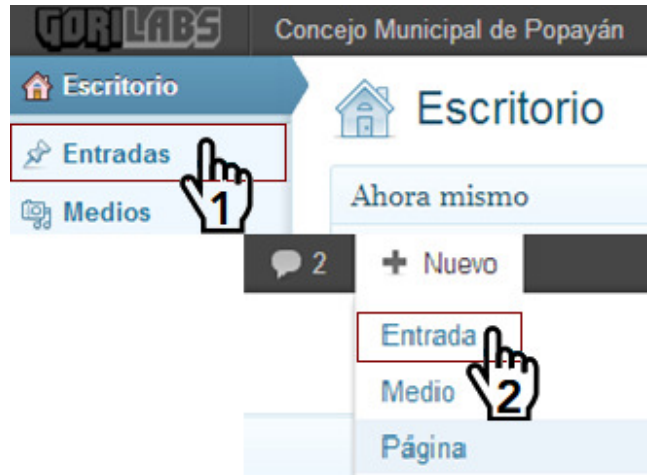 GORILABS Concejo Municipal de Popayán
Escritorio
Escritorio
Entradas
1
Medios
Ahora mismo
2 + Nuevo
Entrada
2
Medio
Página